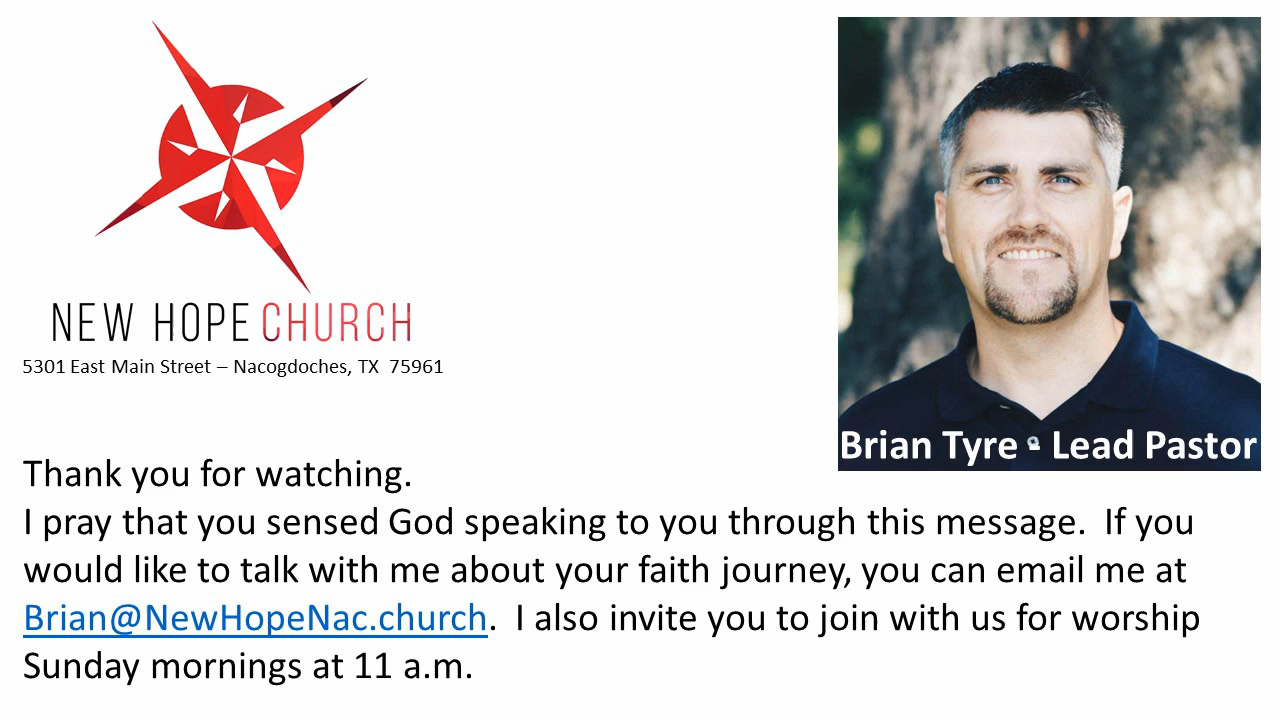 NEW HOPE CHURCH
5301 East Main Street – Nacogdoches, TX  75961
Brian Tyre - Lead Pastor
Thank you for watching.
I pray that you sensed God speaking to you through this message.  If you
would like to talk with me about your faith journey, you can email me at
Brian@NewHopeNac.church.  I also invite you to join with us for worship
Sunday mornings at 11 a.m.